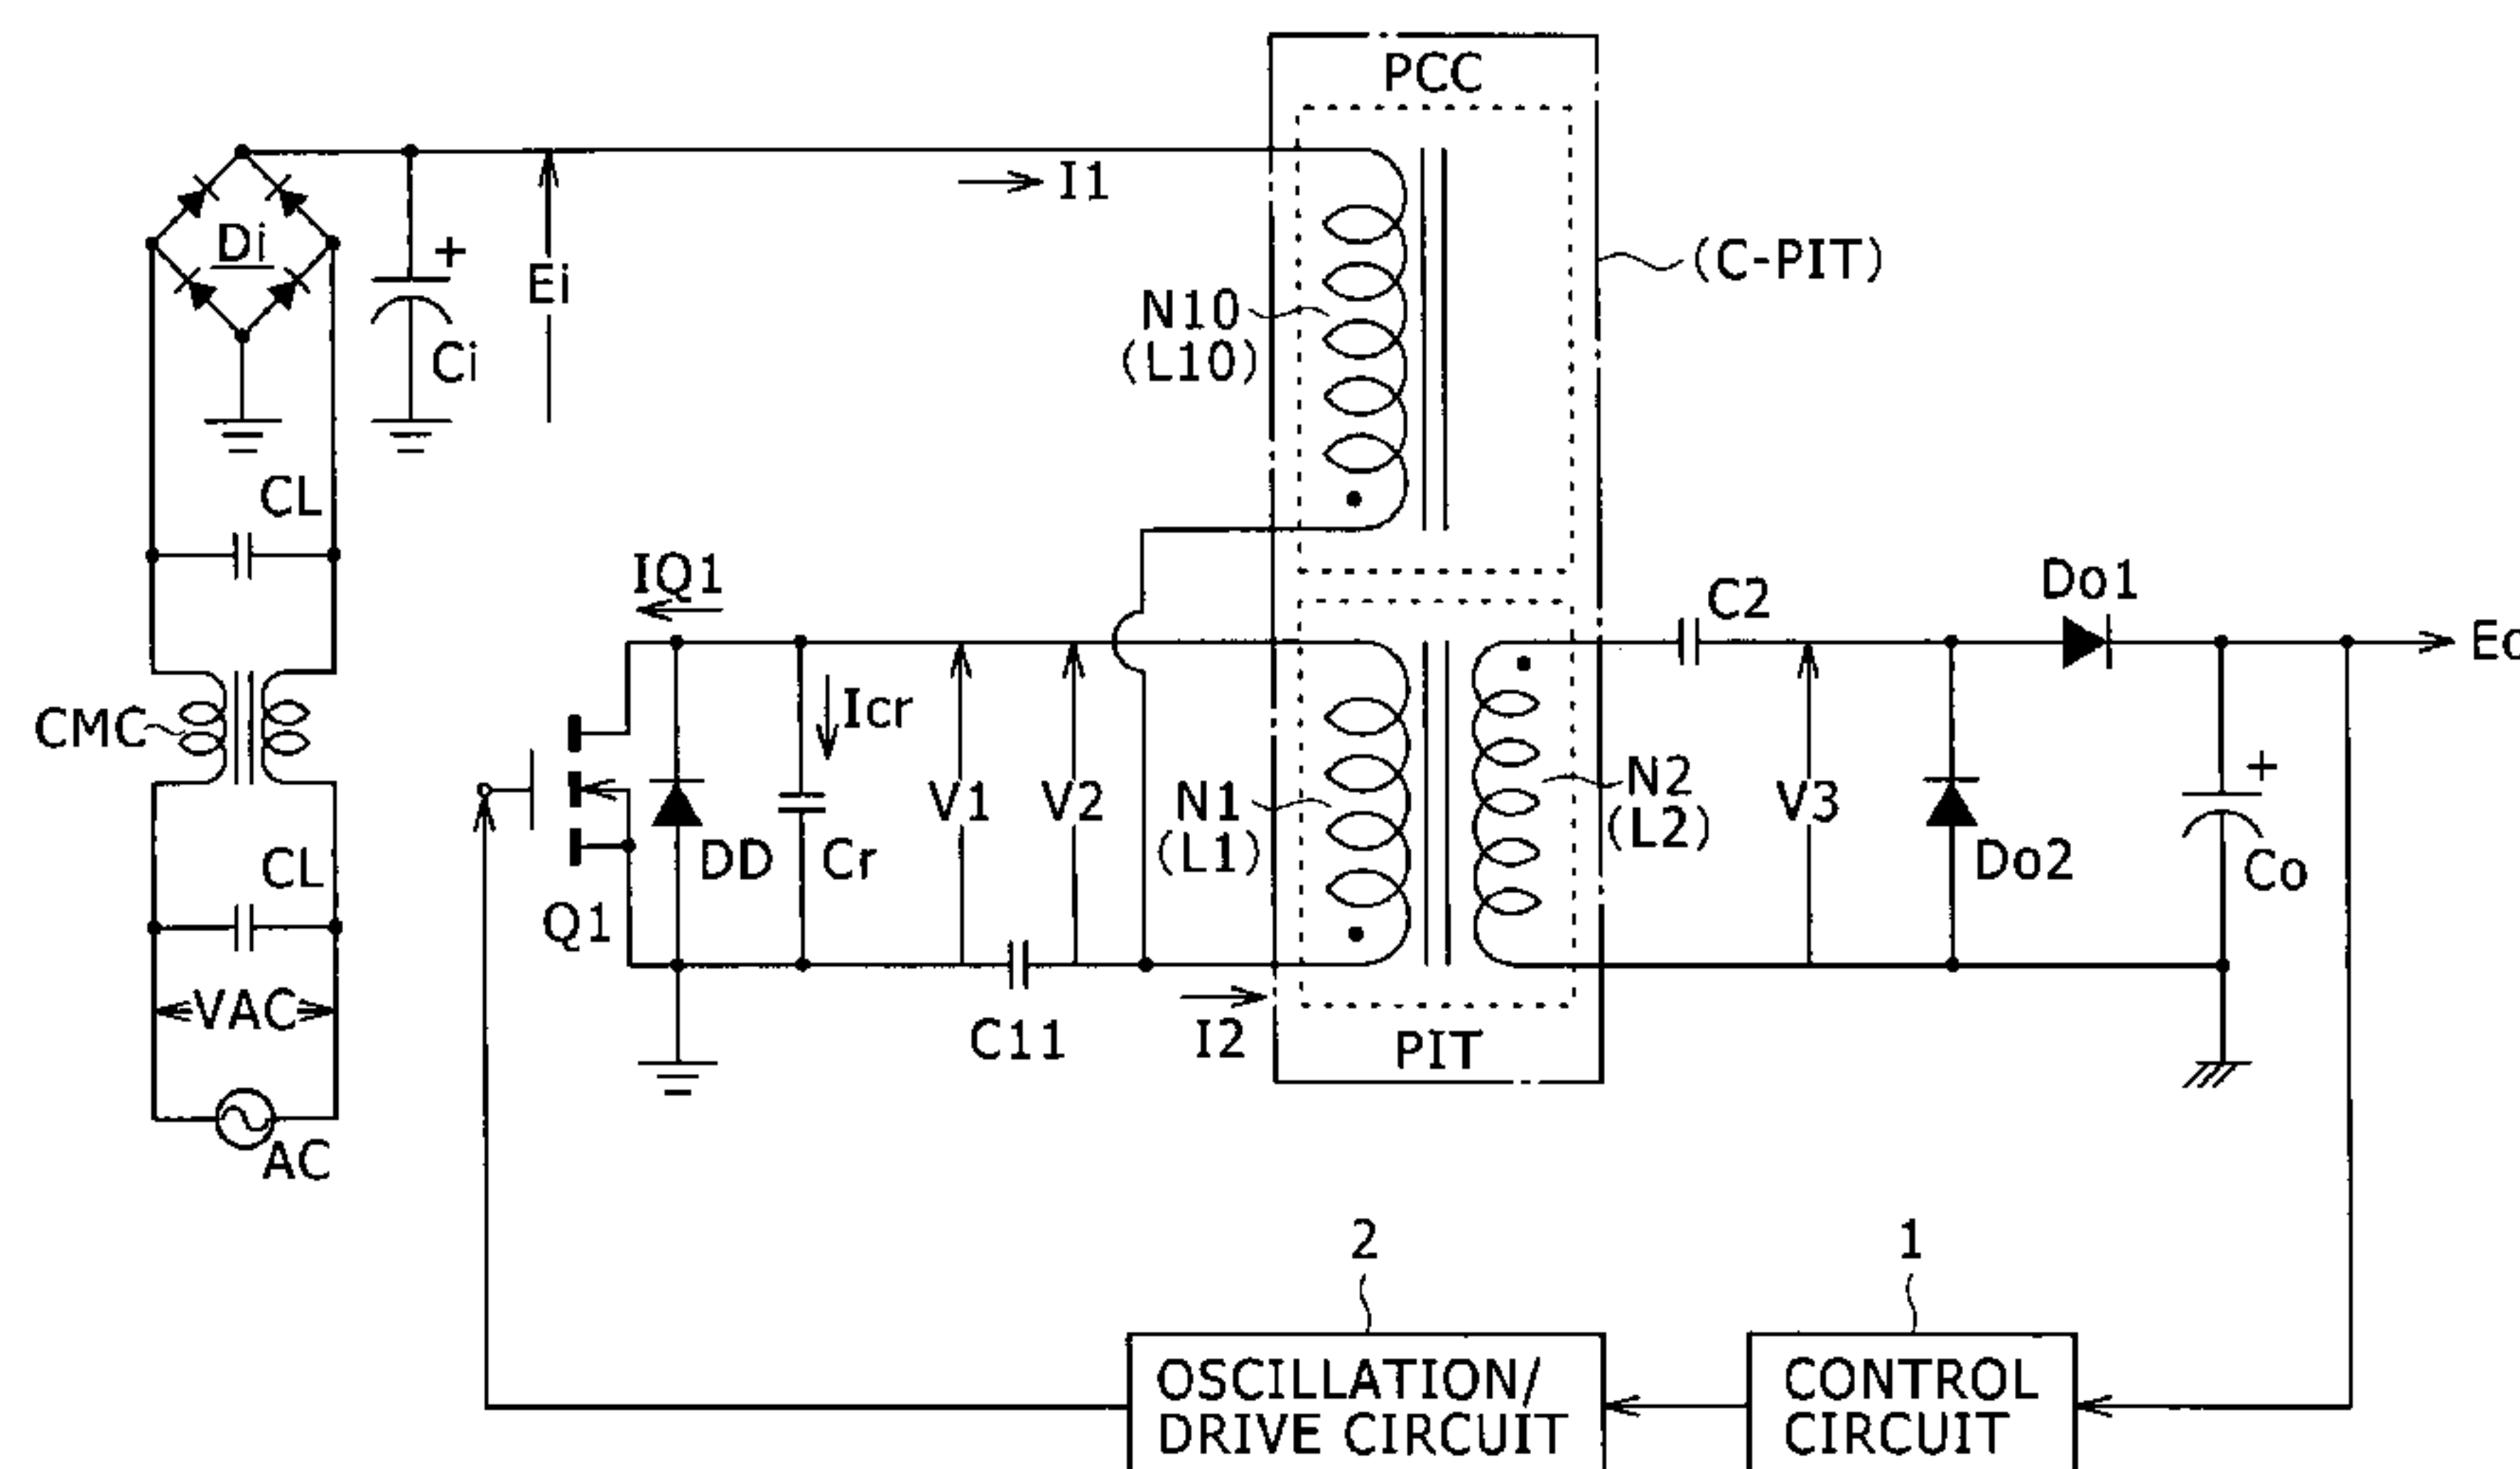 PCC
I1
Di
+
Ei
(C-PIT)
N10
(L10)
Ci
CL
IQ1
C2
Do1
Eo
Icr
CMC
V1
V2
N1
(L1)
N2
(L2)
V3
+
DD
Cr
Do2
Co
CL
Q1
VAC
C11
I2
PIT
AC
2
1
OSCILLATION/
DRIVE CIRCUIT
CONTROL
CIRCUIT